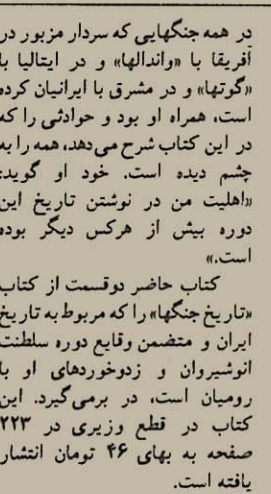 در همه جنگهایی که سردار مزبور در
آفریقا با «واندالها» و در ایتالیا با
«گوتها» و در مشرق با ایرانیان کرده
است، همراه او بود و حوادثی را که
در این کتاب شرح می‌دهد، همه را به
چشم دیده است. خود او گوید:
«اهلیت من در نوشتن تاریخ این
دوره بیش از هرکس دیگر بوده
است.»
کتاب حاضر دوقسمت از کتاب
«تاریخ جنگها» را که مربوط به تاریخ
ایران و متضمن وقایع دوره سلطنت
انوشیروان و زدوخوردهای او با
رومیان است، در برمی‌گیرد. این
کتاب در قطع وزیری در ۲۲۳
صفحه به بهای ۴۶ تومان انتشار
یافته است.